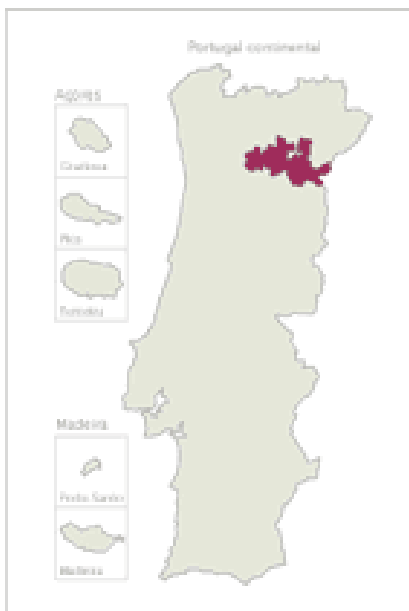 Portugal continental
Açores
Graciosa
Pico
Terceira
Madeira
Porto Santo
Madeira